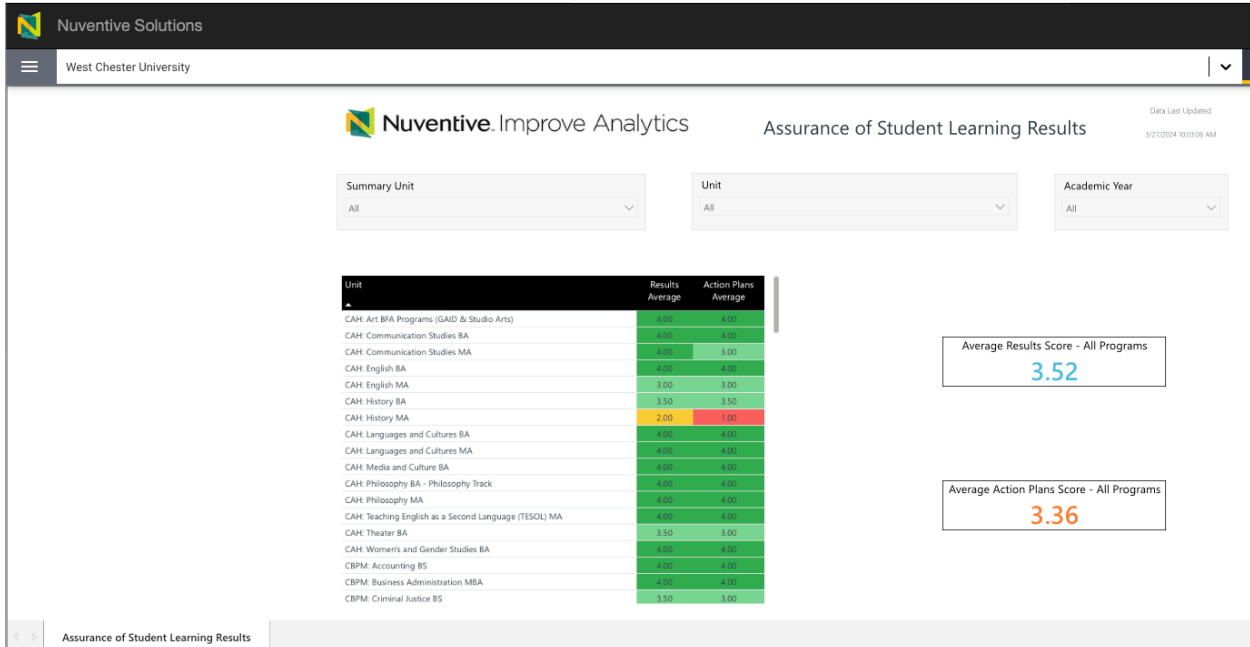 Nuventive Solutions
West Chester University
Nuventive. Improve Analytics
Assurance of Student Learning Results
Data Last Updated
3/27/2024 10:03:06 AM
Summary Unit
All
Unit
All
Academic Year
All
Unit Results Average Action Plans Average
CAH: Art BFA Programs (GAID & Studio Arts) 4.00 4.00
CAH: Communication Studies BA 4.00 4.00
CAH: Communication Studies MA 4.00 3.00
CAH: English BA 4.00 4.00
CAH: English MA 3.00 3.00
CAH: History BA 3.50 3.50
CAH: History MA 2.00 1.00
CAH: Languages and Cultures BA 4.00 4.00
CAH: Languages and Cultures MA 4.00 4.00
CAH: Media and Culture BA 4.00 4.00
CAH: Philosophy BA - Philosophy Track 4.00 4.00
CAH: Philosophy MA 4.00 4.00
CAH: Teaching English as a Second Language (TESOL) MA 4.00 4.00
CAH: Theater BA 3.50 3.00
CAH: Women's and Gender Studies BA 4.00 4.00
CBPM: Accounting BS 4.00 4.00
CBPM: Business Administration MBA 4.00 4.00
CBPM: Criminal Justice BS 3.50 3.00
Average Results Score - All Programs
3.52
Average Action Plans Score - All Programs
3.36
Assurance of Student Learning Results